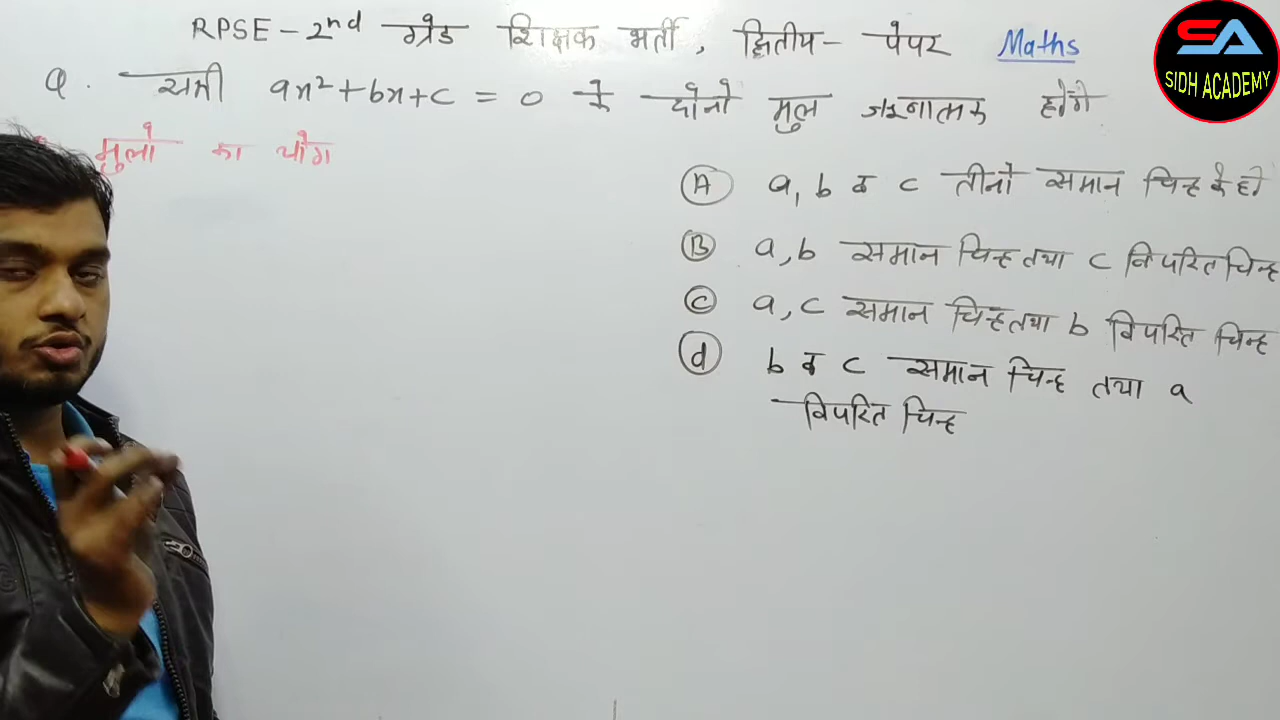 RPSE - 2nd ग्रेड शिक्षक भर्ती, द्वितीय - पेपर Maths
SA
SIDH ACADEMY
Q. समी ax² + bx + c = 0 के दोनो मुल ऋणात्मक होंगे
मुलो का योग
(A) a, b व c तीनो समान चिन्ह के हो
(B) a, b समान चिन्ह तथा c विपरित चिन्ह
(C) a, c समान चिन्ह तथा b विपरित चिन्ह
(d) b व c समान चिन्ह तथा a
विपरित चिन्ह